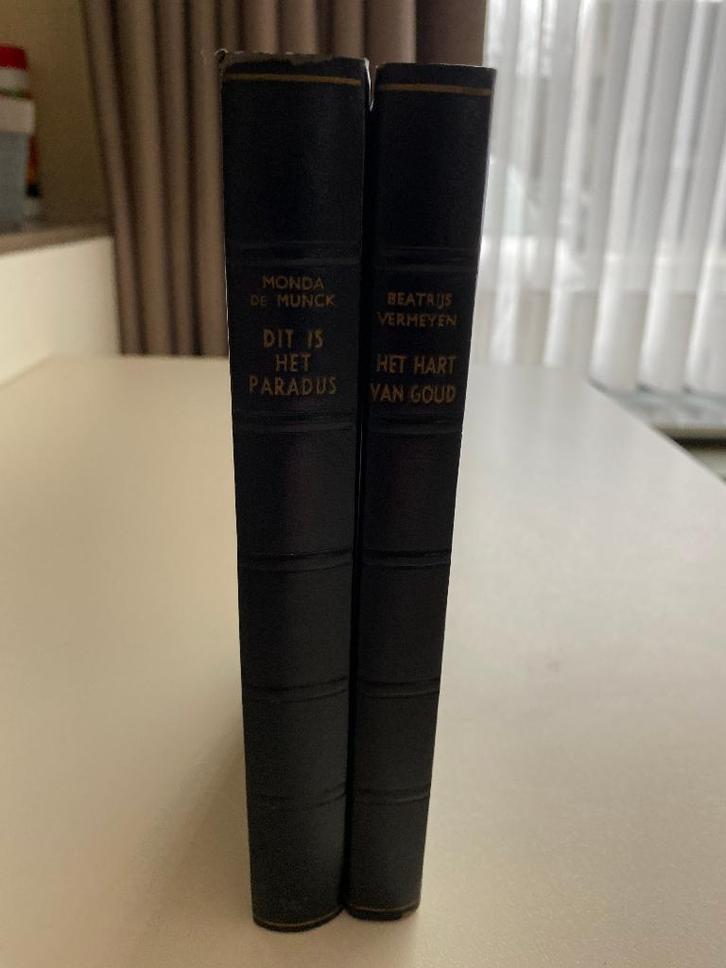 MONDA
DE MUNCK
DIT IS
HET
PARADIJS
BEATRIJS
VERMEYEN
HET HART
VAN GOUD